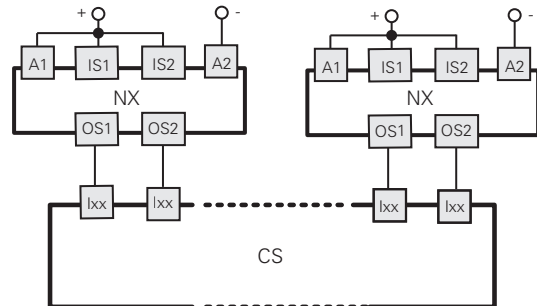 + - + -
A1 IS1 IS2 A2 A1 IS1 IS2 A2
NX NX
OS1 OS2 OS1 OS2
Ixx Ixx Ixx Ixx
CS